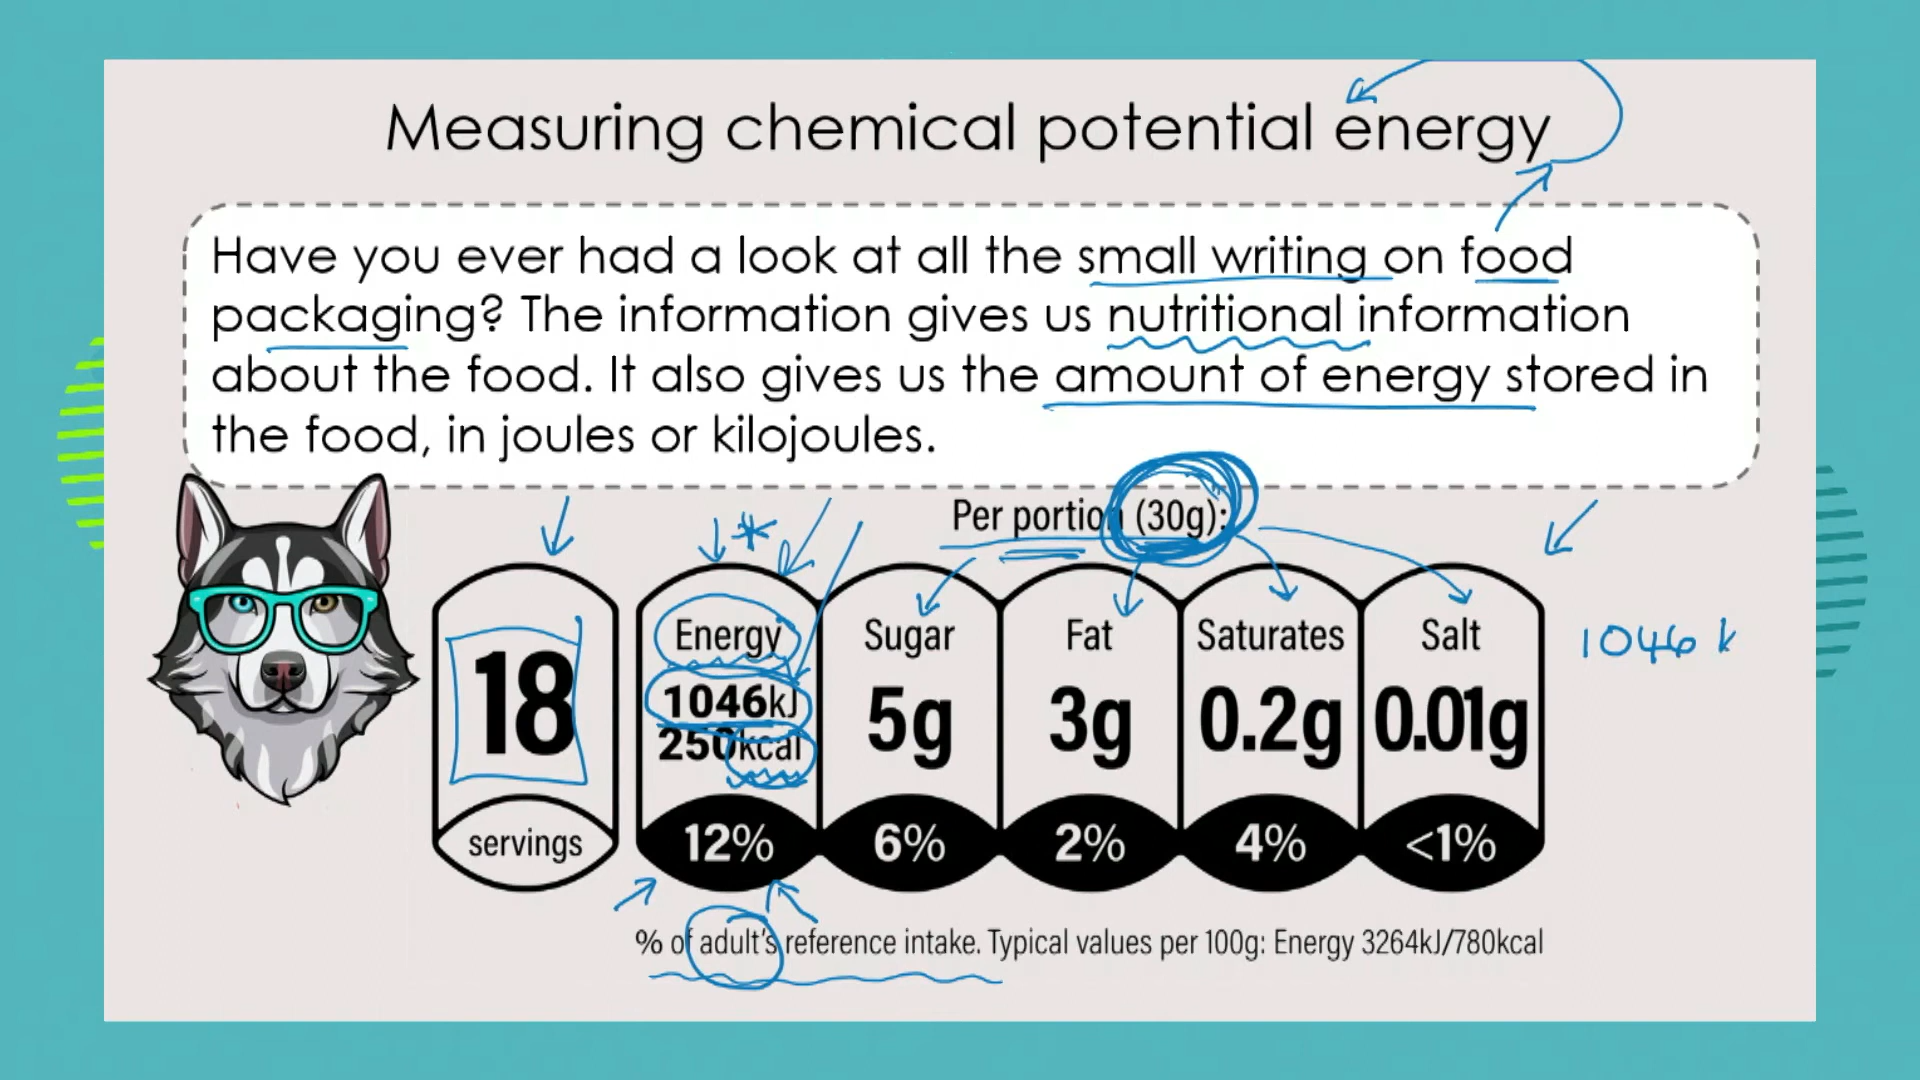 Measuring chemical potential energy
Have you ever had a look at all the small writing on food
packaging? The information gives us nutritional information
about the food. It also gives us the amount of energy stored in
the food, in joules or kilojoules.
Per portion (30g):
18
servings
Energy
1046kJ
250kcal
12%
Sugar
5g
6%
Fat
3g
2%
Saturates
0.2g
4%
Salt
0.01g
<1%
1046 k
% of adult's reference intake. Typical values per 100g: Energy 3264kJ/780kcal